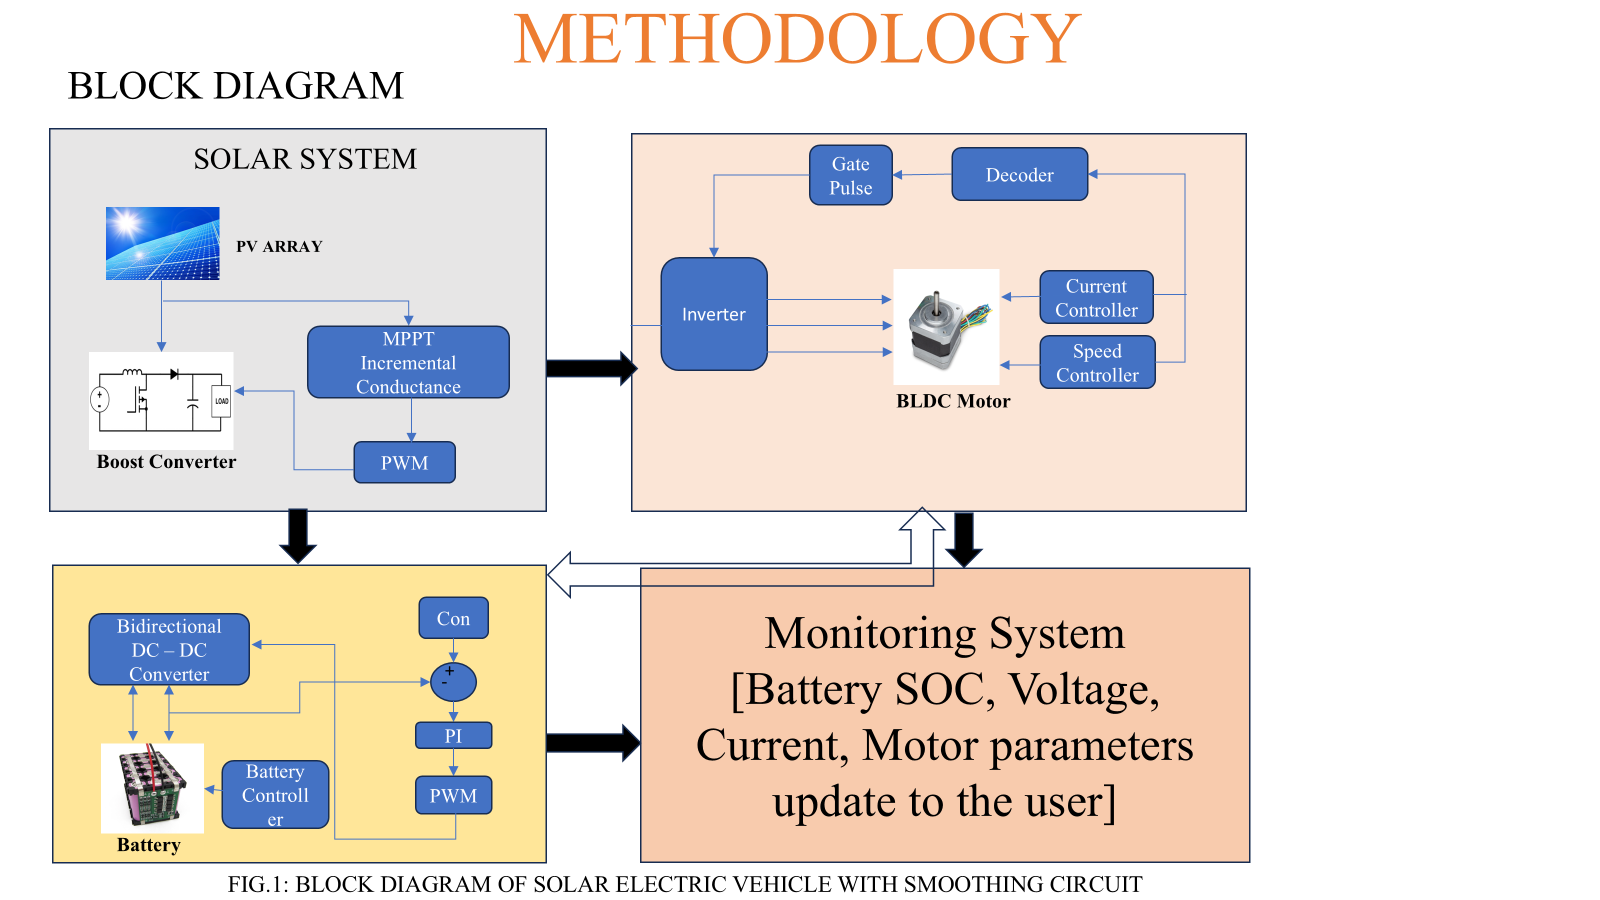 METHODOLOGY
BLOCK DIAGRAM
SOLAR SYSTEM
PV ARRAY
MPPT
Incremental
Conductance
PWM
+
-
LOAD
Boost Converter
Gate
Pulse
Decoder
Inverter
Current
Controller
Speed
Controller
BLDC Motor
Bidirectional
DC – DC
Converter
Con
+
-
PI
PWM
Battery
Controll
er
Battery
Monitoring System
[Battery SOC, Voltage,
Current, Motor parameters
update to the user]
FIG.1: BLOCK DIAGRAM OF SOLAR ELECTRIC VEHICLE WITH SMOOTHING CIRCUIT